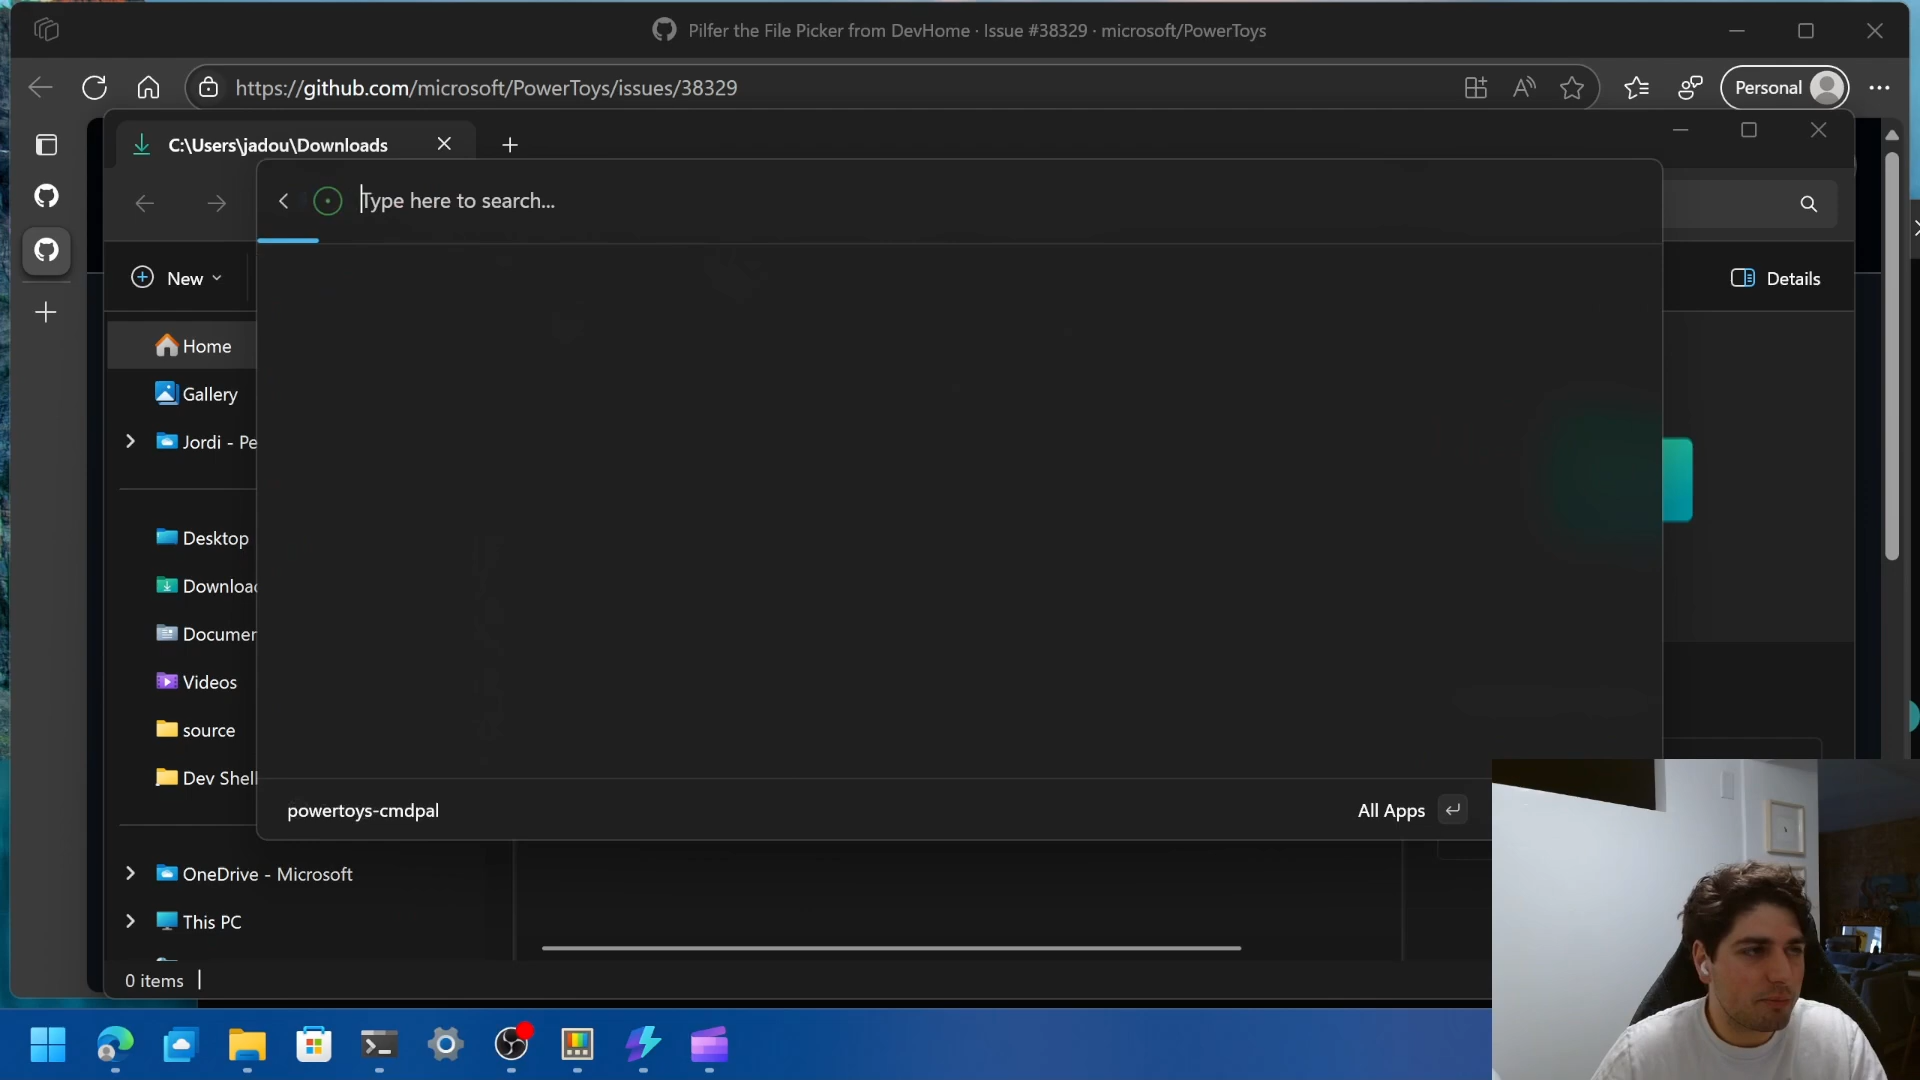 Pilfer the File Picker from DevHome · Issue #38329 · microsoft/PowerToys
https://github.com/microsoft/PowerToys/issues/38329
Personal
C:\Users\jadou\Downloads
Type here to search...
New
Details
Home
Gallery
Jordi - Pe
Desktop
Downloa
Documer
Videos
source
Dev Shell
powertoys-cmdpal
All Apps
OneDrive - Microsoft
This PC
0 items